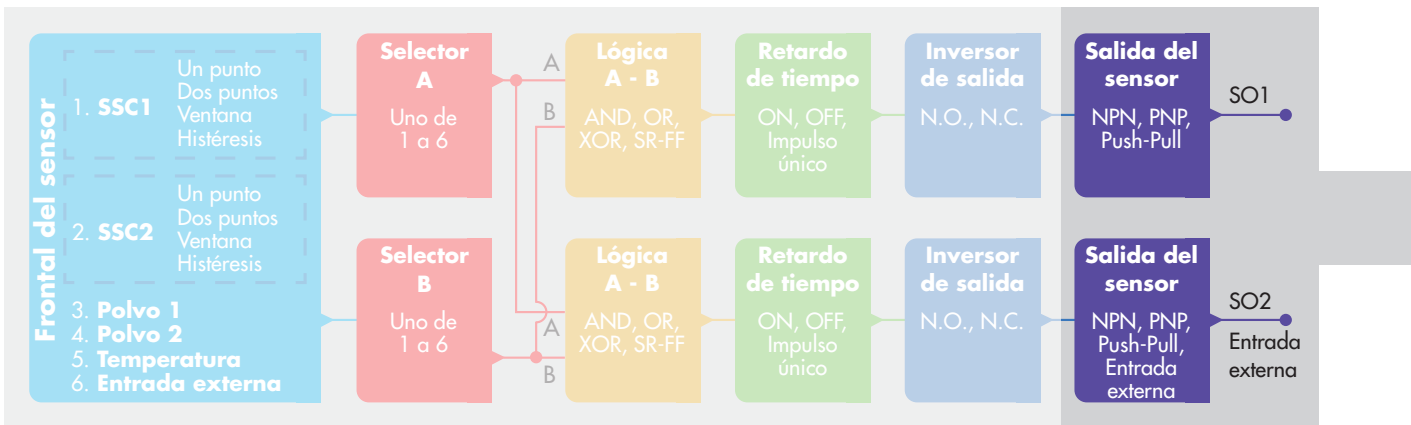 Frontal del sensor
1. SSC1
Un punto
Dos puntos
Ventana
Histéresis
2. SSC2
Un punto
Dos puntos
Ventana
Histéresis
3. Polvo 1
4. Polvo 2
5. Temperatura
6. Entrada externa
Selector
A
Uno de
1 a 6
A
B
Lógica
A - B
AND, OR,
XOR, SR-FF
Retardo
de tiempo
ON, OFF,
Impulso
único
Inversor
de salida
N.O., N.C.
Salida del
sensor
NPN, PNP,
Push-Pull
SO1
Selector
B
Uno de
1 a 6
A
B
Lógica
A - B
AND, OR,
XOR, SR-FF
Retardo
de tiempo
ON, OFF,
Impulso
único
Inversor
de salida
N.O., N.C.
Salida del
sensor
NPN, PNP,
Push-Pull,
Entrada
externa
SO2
Entrada
externa